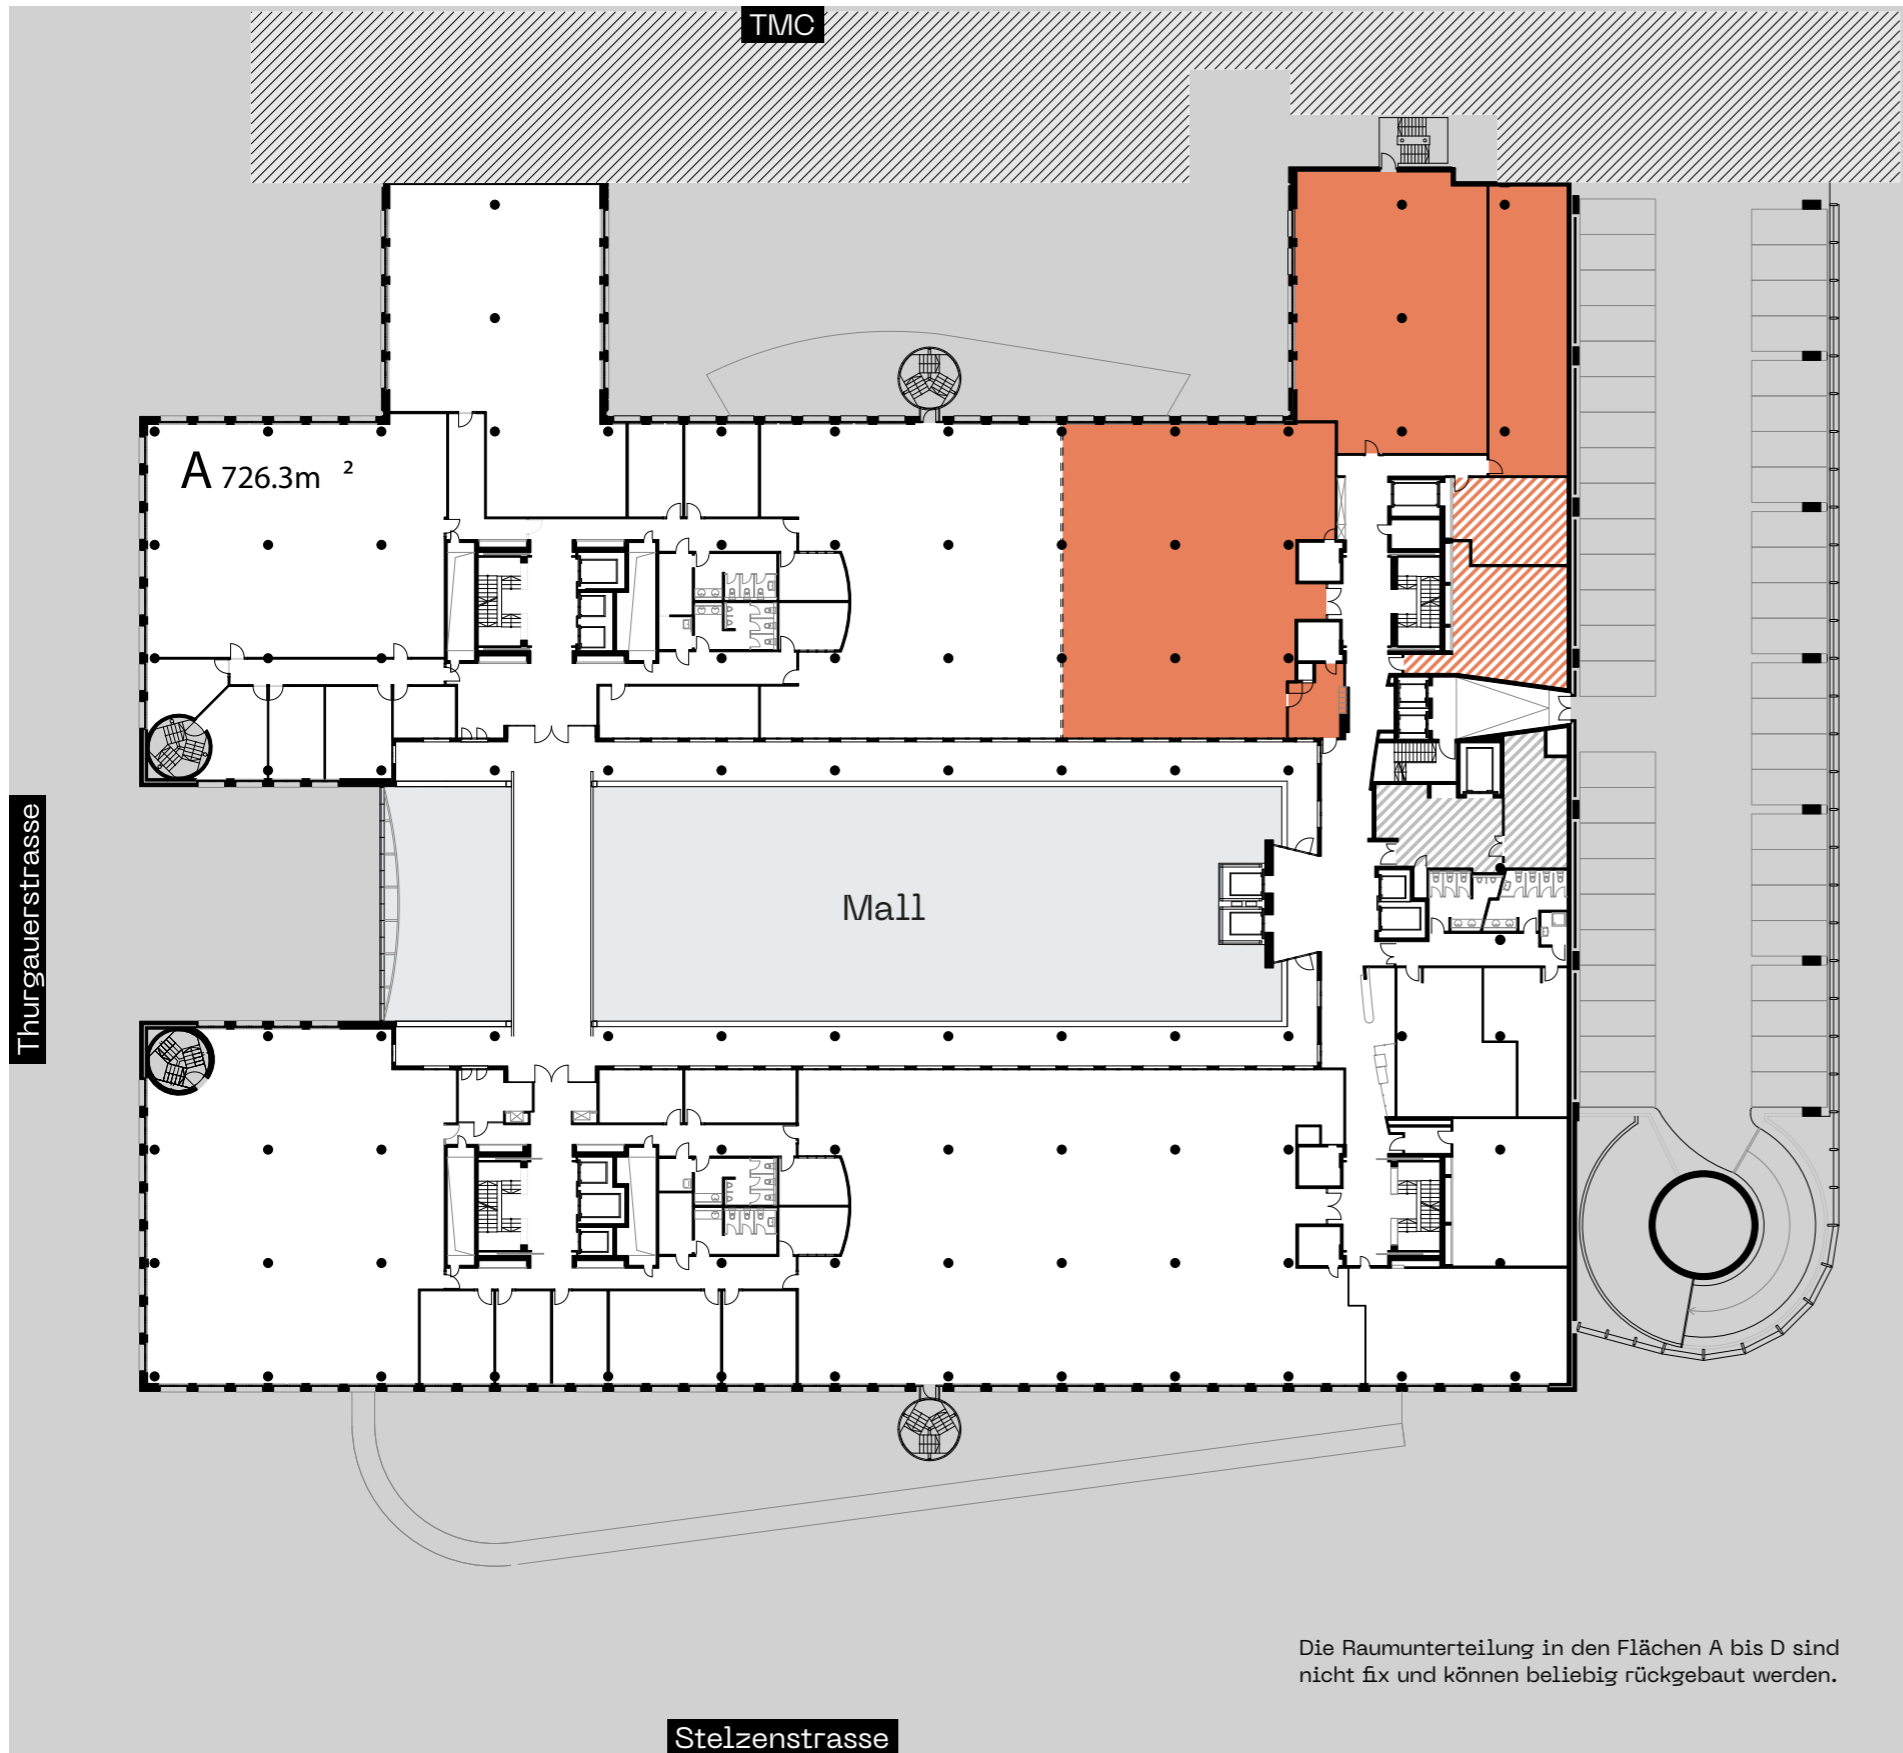 TMC
A 726.3m ²
Thurgauerstrasse
Mall
Die Raumunterteilung in den Flächen A bis D sind
nicht fix und können beliebig rückgebaut werden.
Stelzenstrasse